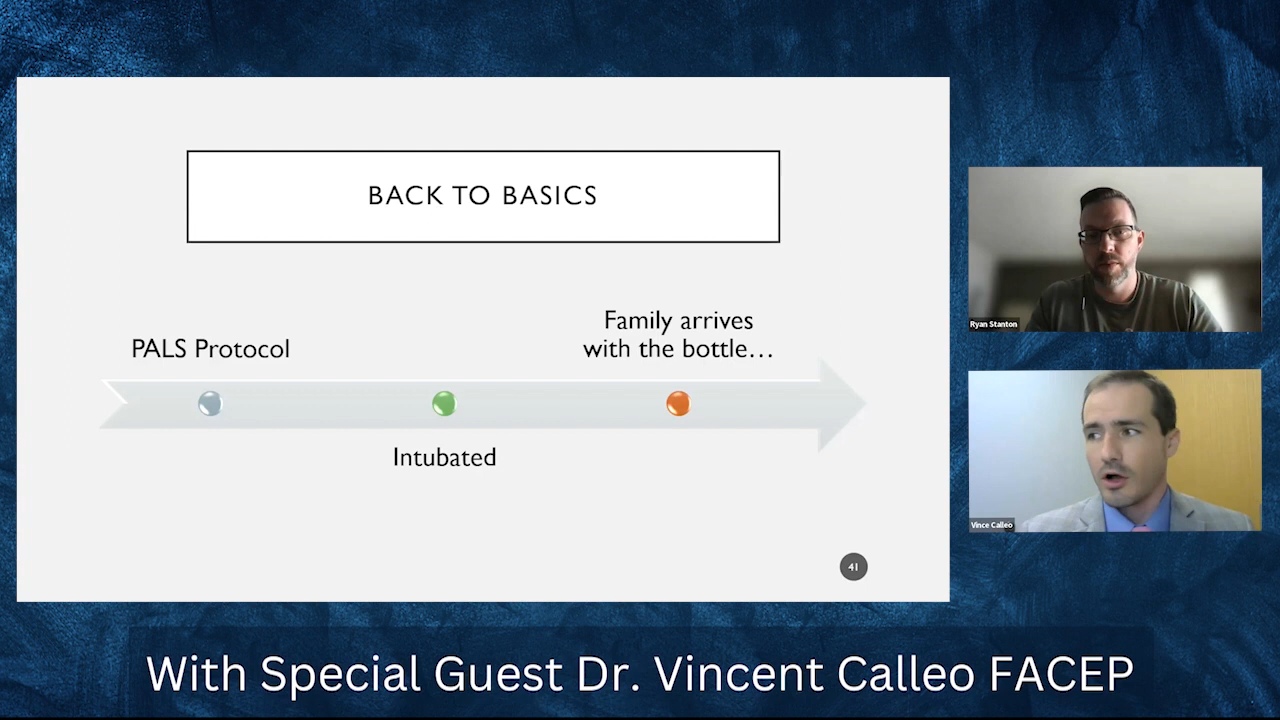 BACK TO BASICS
Family arrives
with the bottle…
PALS Protocol
Intubated
41
Ryan Stanton
Vince Calleo
With Special Guest Dr. Vincent Calleo FACEP